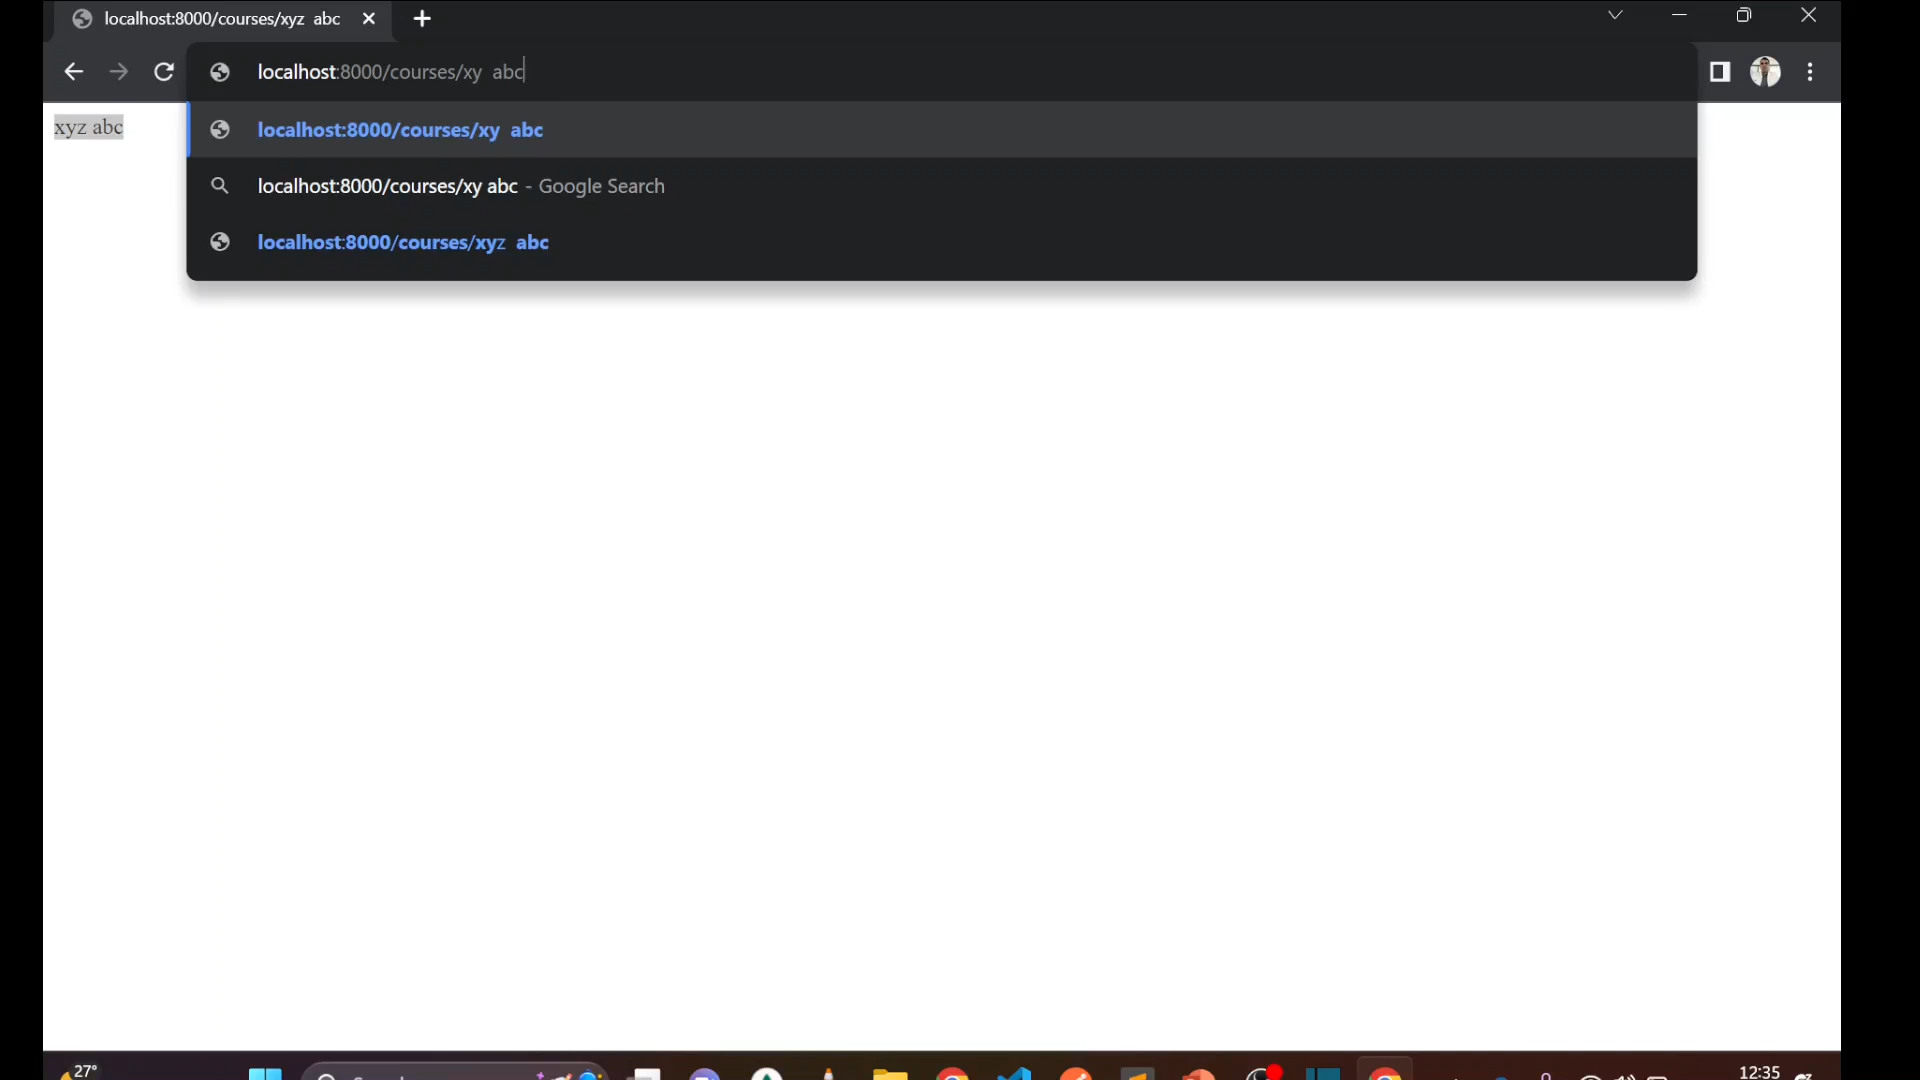 localhost:8000/courses/xyz  abc
localhost:8000/courses/xy  abc
xyz abc
localhost:8000/courses/xy  abc
localhost:8000/courses/xy abc - Google Search
localhost:8000/courses/xyz  abc
27°
12:35